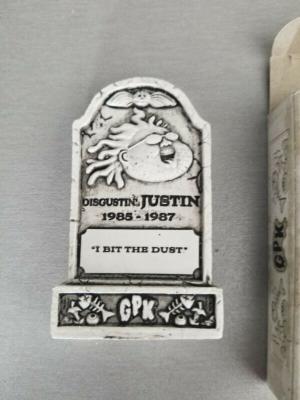 DISGUSTIN' JUSTIN
1985 - 1987
"I BIT THE DUST"
GPK
GPK